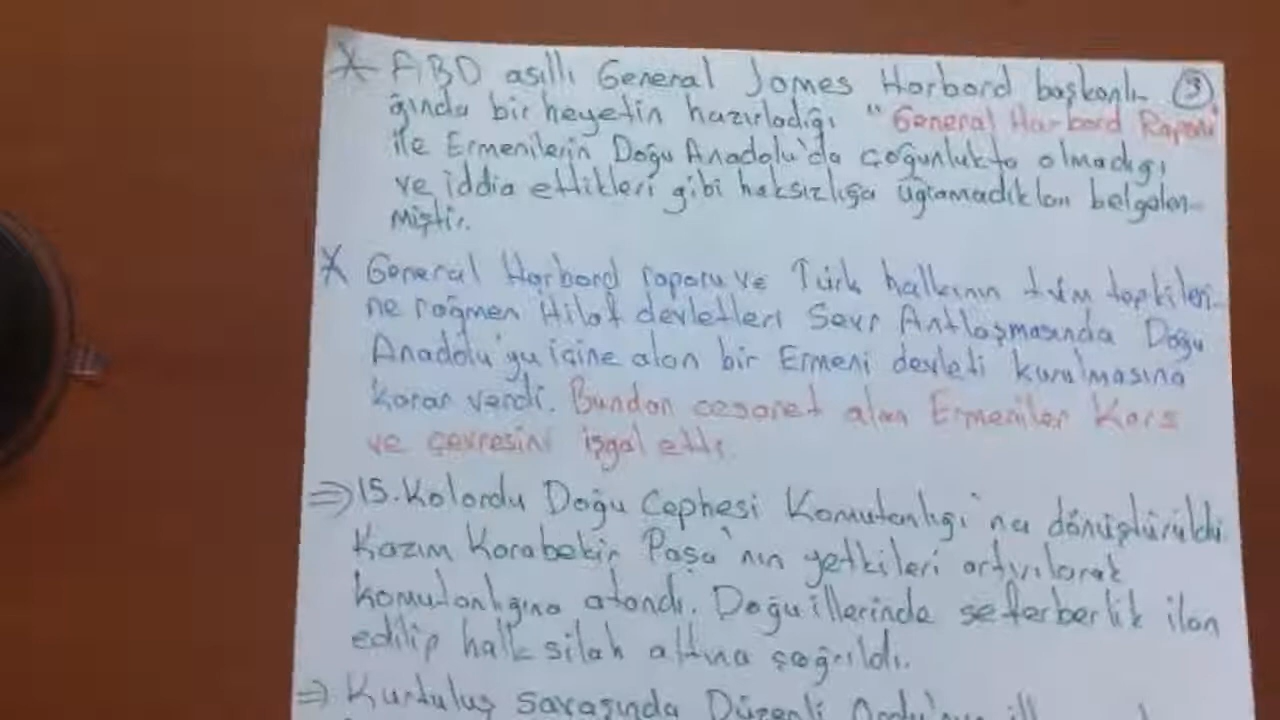 * ABD asıllı General James Harbord başkanlı- ③
ğında bir heyetin hazırladığı "General Harbord Raporu"
ile Ermenilerin Doğu Anadolu'da çoğunlukta olmadığı
ve iddia ettikleri gibi haksızlığa uğramadıkları belgelen-
miştir.
* General Harbord raporu ve Türk halkının tüm tepkileri-
ne rağmen itilaf devletleri Sevr Antlaşmasında Doğu
Anadolu'yu içine alan bir Ermeni devleti kurulmasına
karar verdi. Bundan cesaret alan Ermeniler Kars
ve çevresini işgal etti.
⇒ 15. Kolordu Doğu Cephesi Komutanlığı'na dönüştürüldü
Kazım Karabekir Paşa'nın yetkileri artırılarak
komutanlığına atandı. Doğu illerinde seferberlik ilan
edilip halk silah altına çağrıldı.
⇒ Kurtuluş savaşında Düzenli Ordu'nun